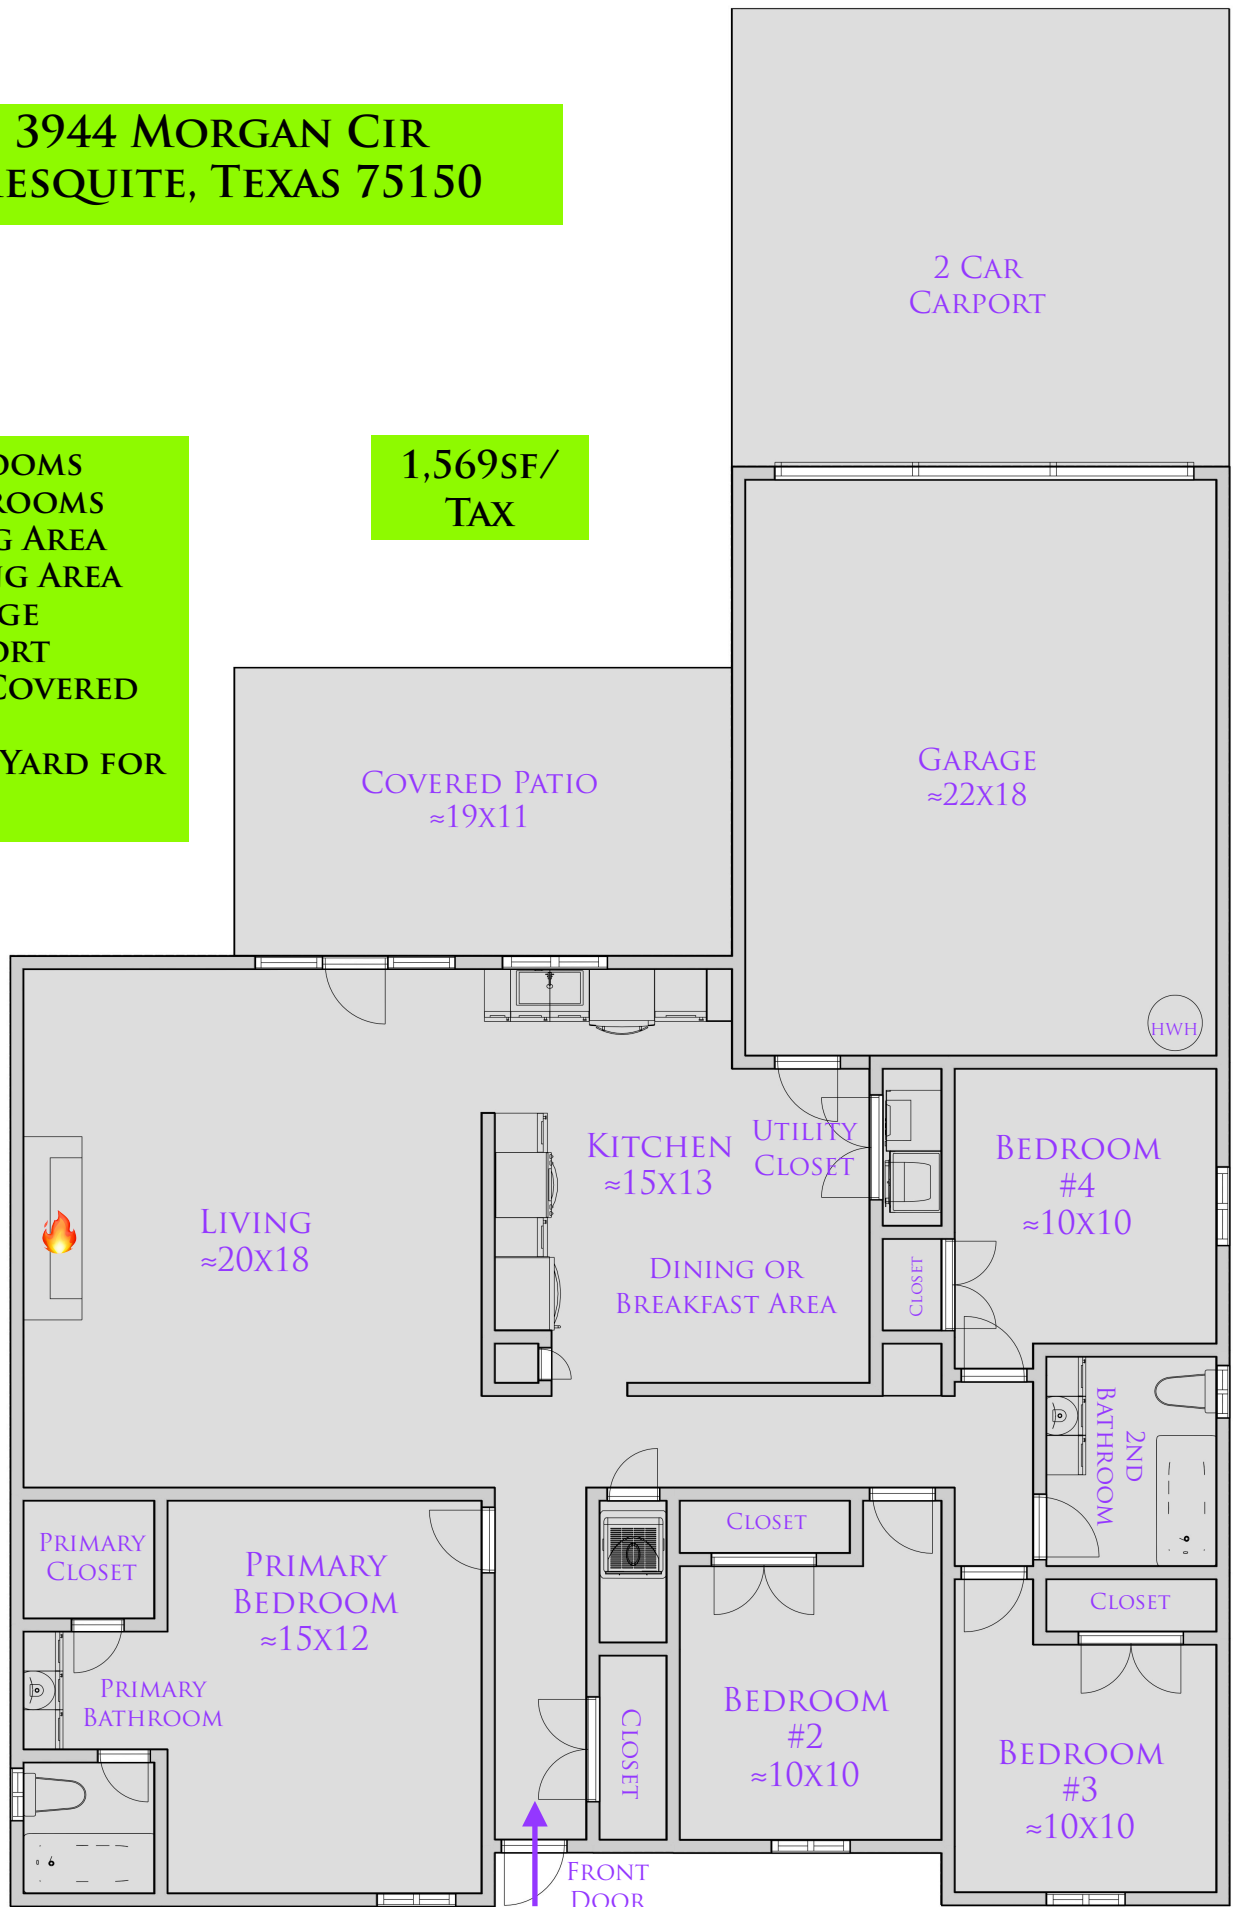 3944 Morgan Cir
esquite, Texas 75150
ooms
rooms
g Area
ng Area
ge
ort
Covered
Yard for
1,569sf/
Tax
2 Car
Carport
Garage
≈22x18
HWH
Covered Patio
≈19x11
Living
≈20x18
Kitchen
≈15x13
Utility
Closet
Dining or
Breakfast Area
Bedroom
#4
≈10x10
Closet
2nd
Bathroom
Primary
Closet
Primary
Bedroom
≈15x12
Primary
Bathroom
Closet
Closet
Bedroom
#2
≈10x10
Closet
Bedroom
#3
≈10x10
Front
Door